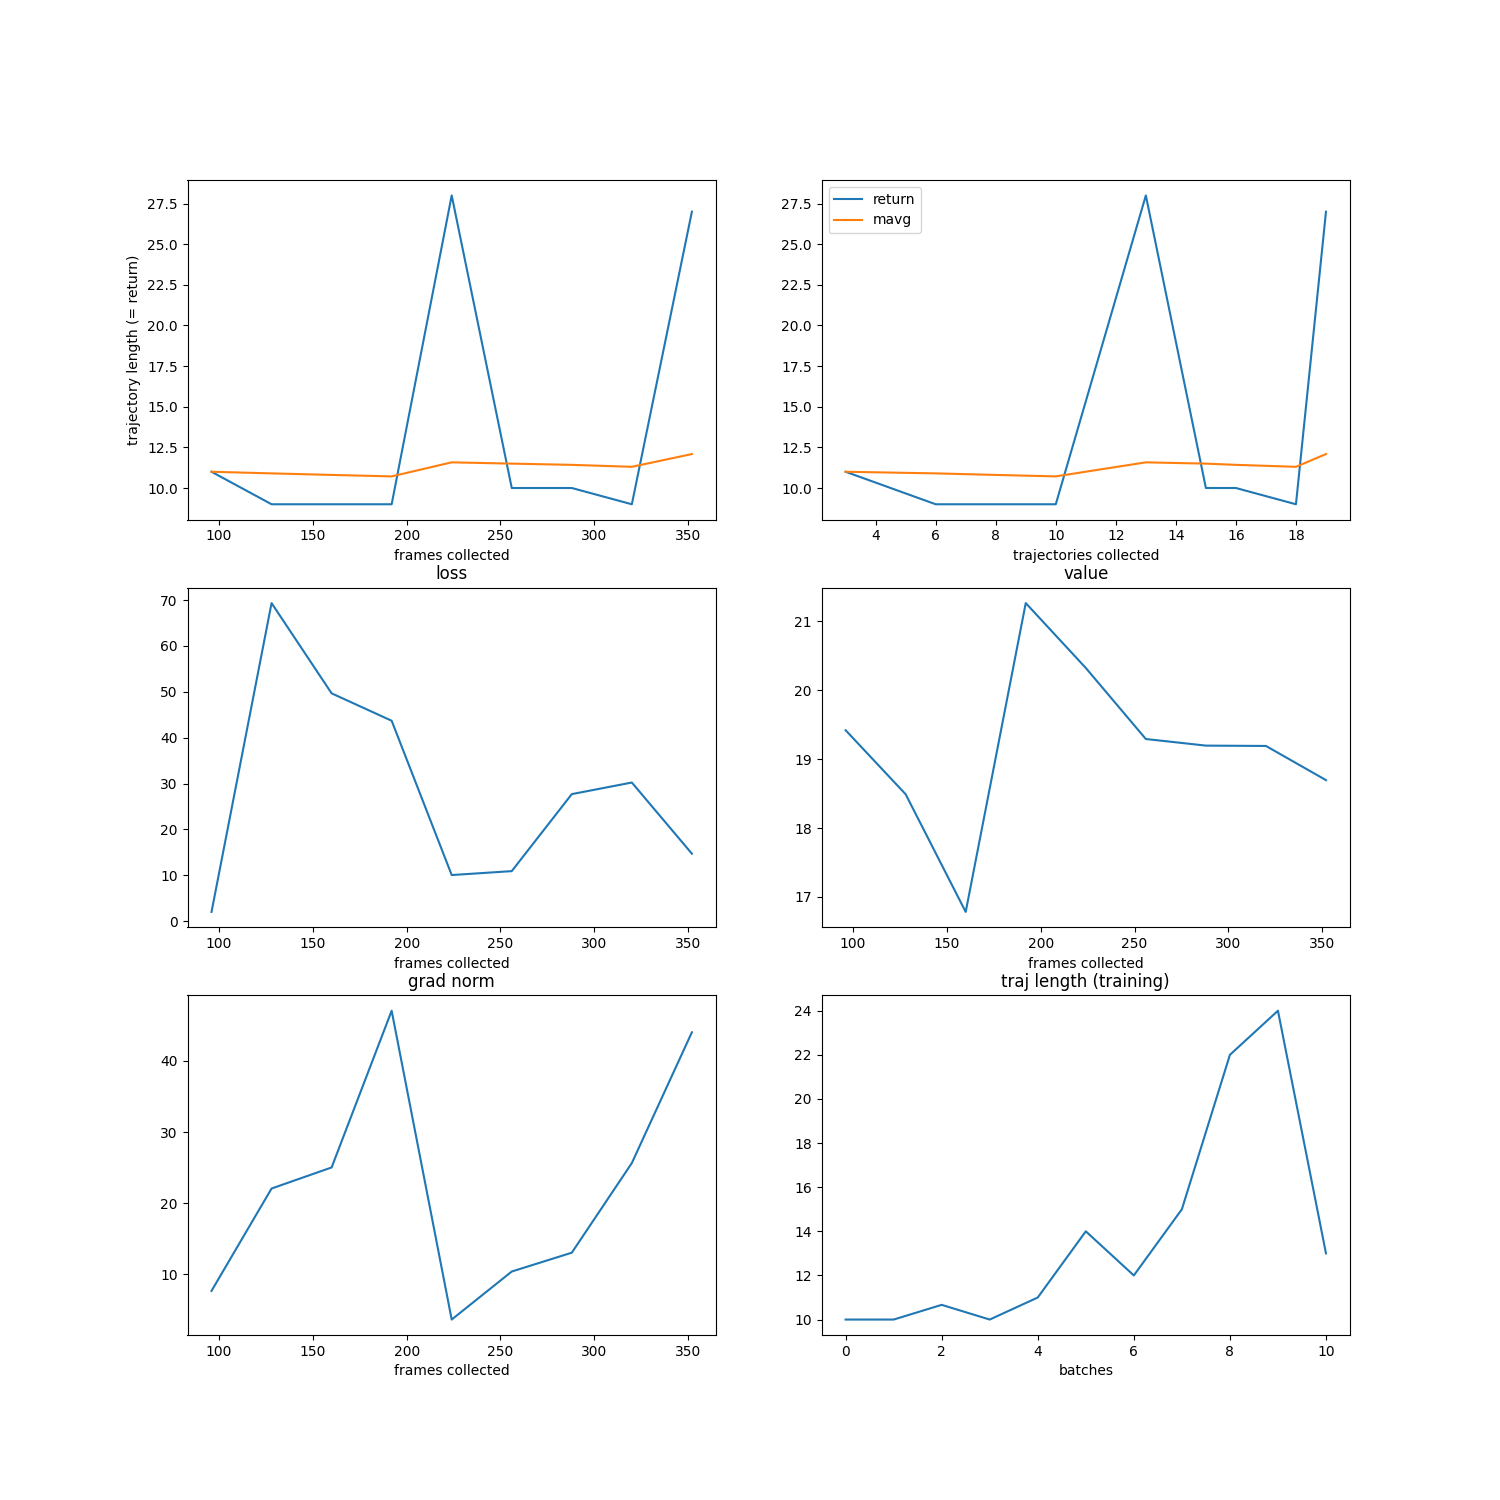 27.5
25.0
22.5
20.0
17.5
15.0
12.5
10.0
trajectory length (= return)
100 150 200 250 300 350
frames collected
return
mavg
27.5
25.0
22.5
20.0
17.5
15.0
12.5
10.0
4 6 8 10 12 14 16 18
trajectories collected
loss
70
60
50
40
30
20
10
0
100 150 200 250 300 350
frames collected
value
21
20
19
18
17
100 150 200 250 300 350
frames collected
grad norm
40
30
20
10
100 150 200 250 300 350
frames collected
traj length (training)
24
22
20
18
16
14
12
10
0 2 4 6 8 10
batches